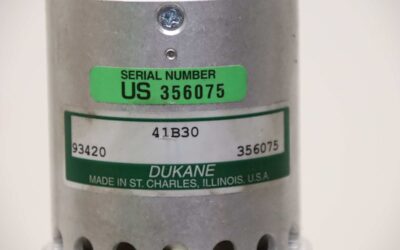 SERIAL NUMBER
US 356075
41B30
93420 356075
DUKANE
MADE IN ST. CHARLES, ILLINOIS, U.S.A.